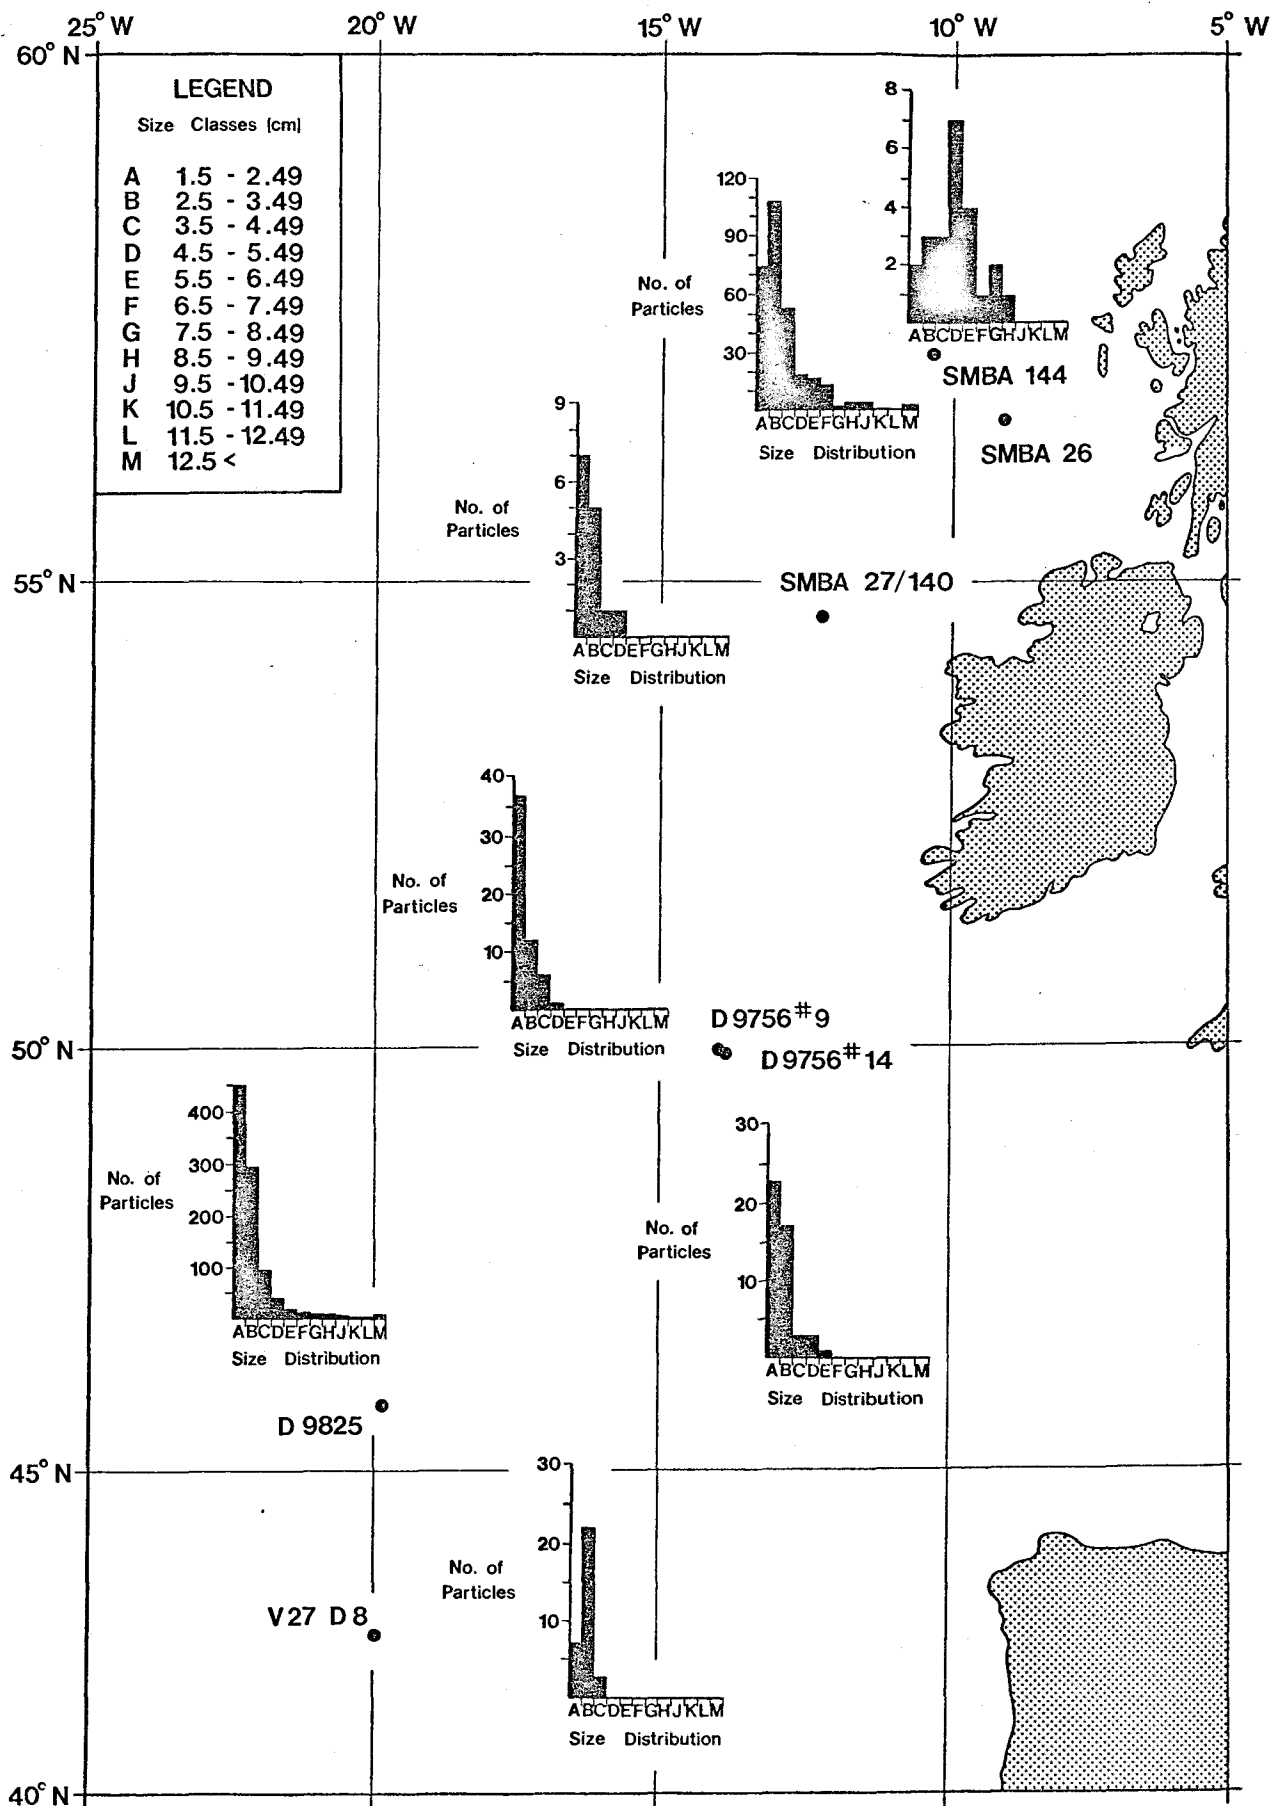 25° W 20° W 15° W 10° W 5° W
60° N
LEGEND
Size Classes (cm)
A 1.5 - 2.49
B 2.5 - 3.49
C 3.5 - 4.49
D 4.5 - 5.49
E 5.5 - 6.49
F 6.5 - 7.49
G 7.5 - 8.49
H 8.5 - 9.49
J 9.5 - 10.49
K 10.5 - 11.49
L 11.5 - 12.49
M 12.5 <
8
6
4
2
ABCDEFGHJKLM
SMBA 144
120
90
60
30
No. of
Particles
ABCDEFGHJKLM
Size Distribution
SMBA 26
9
6
3
No. of
Particles
ABCDEFGHJKLM
Size Distribution
55° N
SMBA 27/140
40
30
20
10
No. of
Particles
ABCDEFGHJKLM
Size Distribution
D 9756#9
50° N
D 9756#14
400
300
200
100
No. of
Particles
ABCDEFGHJKLM
Size Distribution
30
20
10
No. of
Particles
ABCDEFGHJKLM
Size Distribution
D 9825
45° N
30
20
10
No. of
Particles
ABCDEFGHJKLM
Size Distribution
V27 D8
40° N